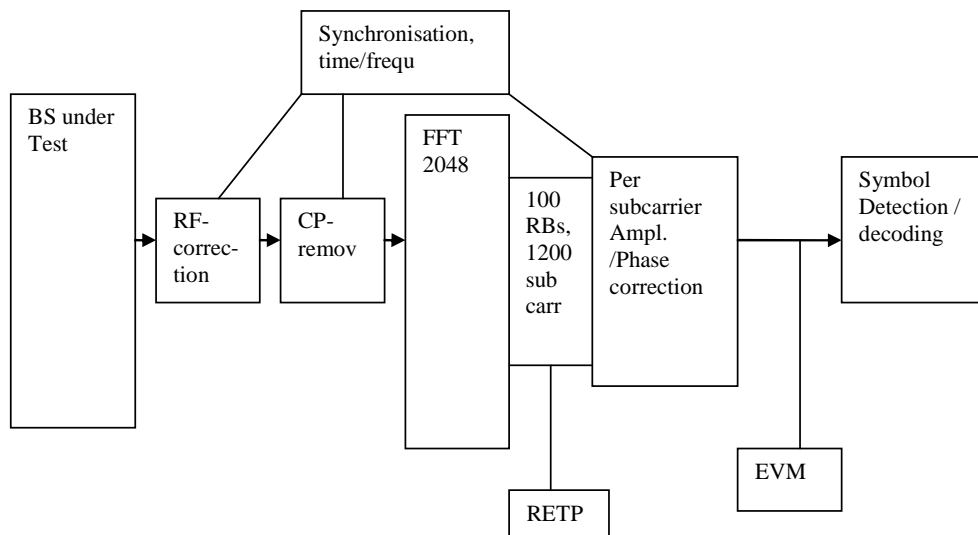 Synchronisation,
time/frequ
BS under
Test
FFT
2048
RF-
correc-
tion
CP-
remov
100
RBs,
1200
sub
carr
Per
subcarrier
Ampl.
/Phase
correction
Symbol
Detection /
decoding
EVM
RETP